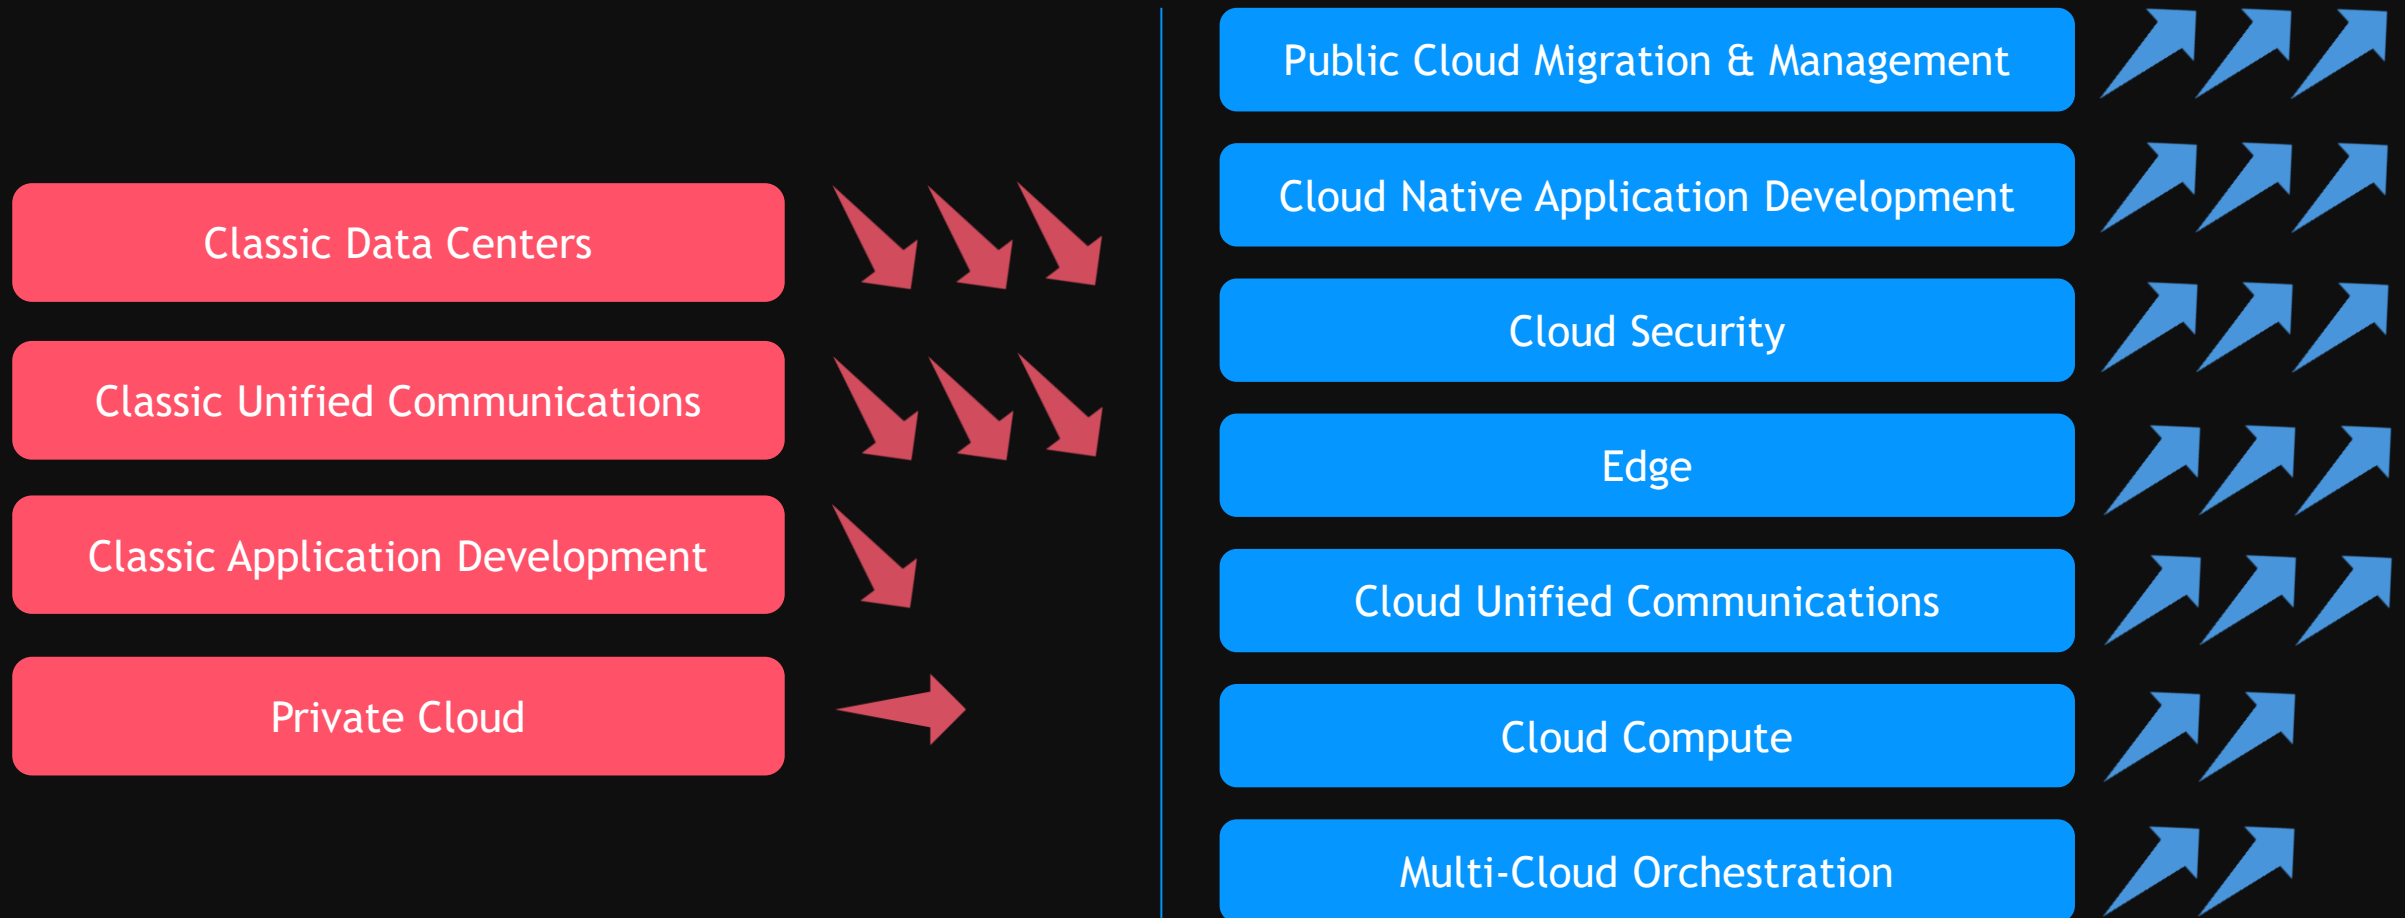 Classic Data Centers
Classic Unified Communications
Classic Application Development
Private Cloud
Public Cloud Migration & Management
Cloud Native Application Development
Cloud Security
Edge
Cloud Unified Communications
Cloud Compute
Multi-Cloud Orchestration